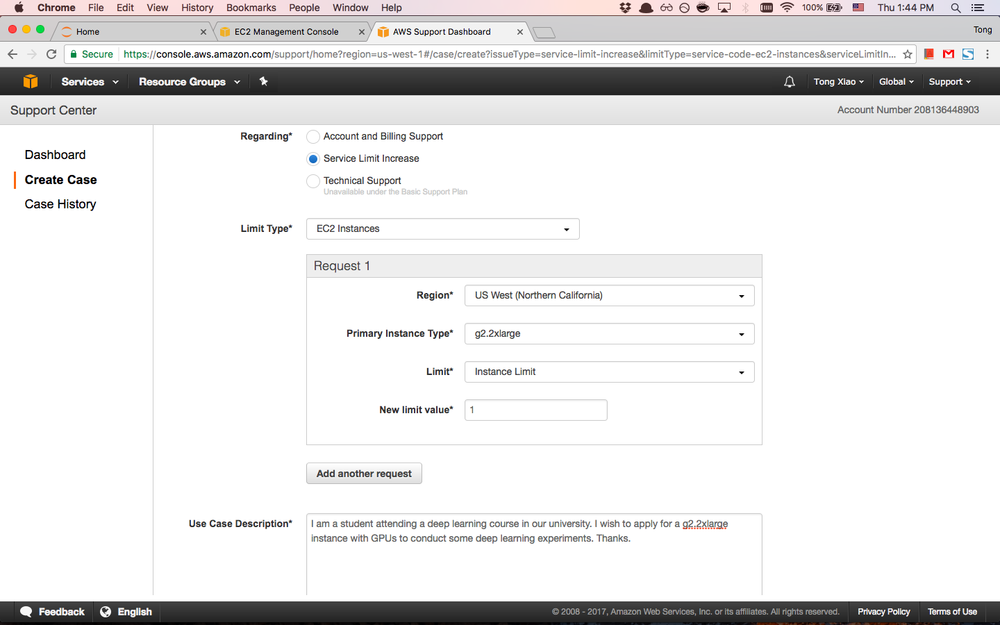 Chrome File Edit View History Bookmarks People Window Help 100% Thu 1:44 PM
Home EC2 Management Console AWS Support Dashboard Tong
Secure https://console.aws.amazon.com/support/home?region=us-west-1#/case/create?issueType=service-limit-increase&limitType=service-code-ec2-instances&serviceLimitIn...
Services Resource Groups Tong Xiao Global Support
Support Center Account Number 208136448903
Dashboard
Create Case
Case History
Regarding* Account and Billing Support
Service Limit Increase
Technical Support
Unavailable under the Basic Support Plan
Limit Type* EC2 Instances
Request 1
Region* US West (Northern California)
Primary Instance Type* g2.2xlarge
Limit* Instance Limit
New limit value* 1
Add another request
Use Case Description* I am a student attending a deep learning course in our university. I wish to apply for a g2.2xlarge
instance with GPUs to conduct some deep learning experiments. Thanks.
Feedback English © 2008 - 2017, Amazon Web Services, Inc. or its affiliates. All rights reserved. Privacy Policy Terms of Use